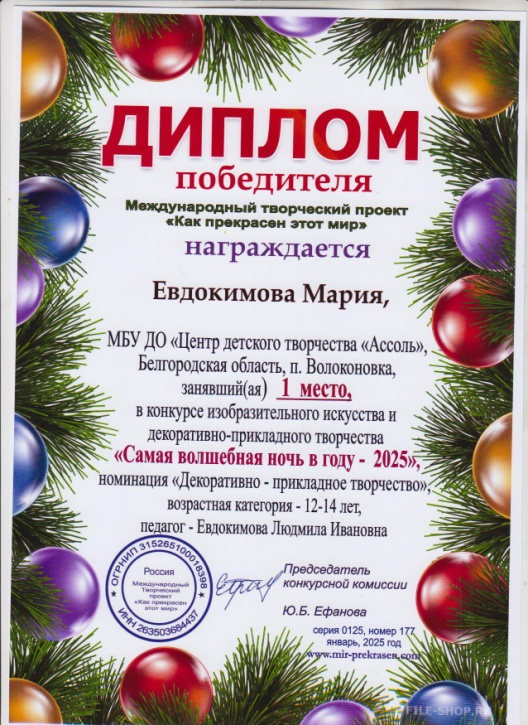 ДИПЛОМ
победителя
Международный творческий проект
«Как прекрасен этот мир»
награждается
Евдокимова Мария,
МБУ ДО «Центр детского творчества «Ассоль»,
Белгородская область, п. Волоконовка,
занявший(ая) 1 место,
в конкурсе изобразительного искусства и
декоративно-прикладного творчества
«Самая волшебная ночь в году - 2025»,
номинация «Декоративно - прикладное творчество»,
возрастная категория - 12-14 лет,
педагог - Евдокимова Людмила Ивановна
ОГРНИП 315265100018398
Россия
Международный
Творческий
проект
«Как прекрасен
этот мир»
ИНН 263503684437
Председатель
конкурсной комиссии
Ю.Б. Ефанова
серия 0125, номер 177
январь, 2025 год
www.mir-prekrasen.com
FILE-SHOP.R